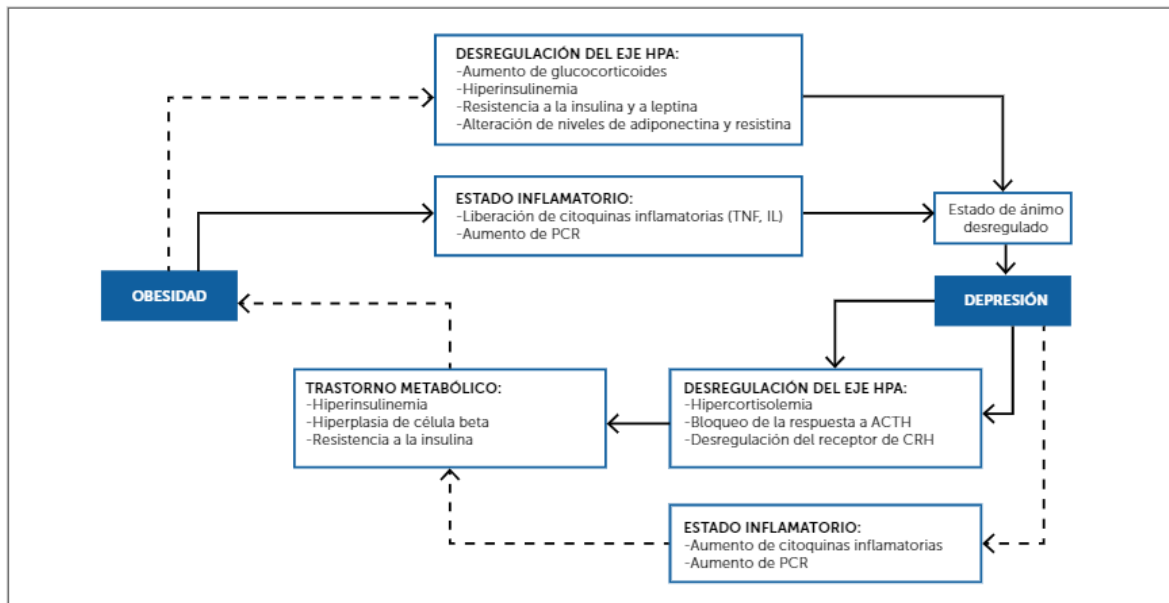 DESREGULACIÓN DEL EJE HPA:
-Aumento de glucocorticoides
-Hiperinsulinemia
-Resistencia a la insulina y a leptina
-Alteración de niveles de adiponectina y resistina
ESTADO INFLAMATORIO:
-Liberación de citoquinas inflamatorias (TNF, IL)
-Aumento de PCR
Estado de ánimo
desregulado
OBESIDAD
DEPRESIÓN
TRASTORNO METABÓLICO:
-Hiperinsulinemia
-Hiperplasia de célula beta
-Resistencia a la insulina
DESREGULACIÓN DEL EJE HPA:
-Hipercortisolemia
-Bloqueo de la respuesta a ACTH
-Desregulación del receptor de CRH
ESTADO INFLAMATORIO:
-Aumento de citoquinas inflamatorias
-Aumento de PCR